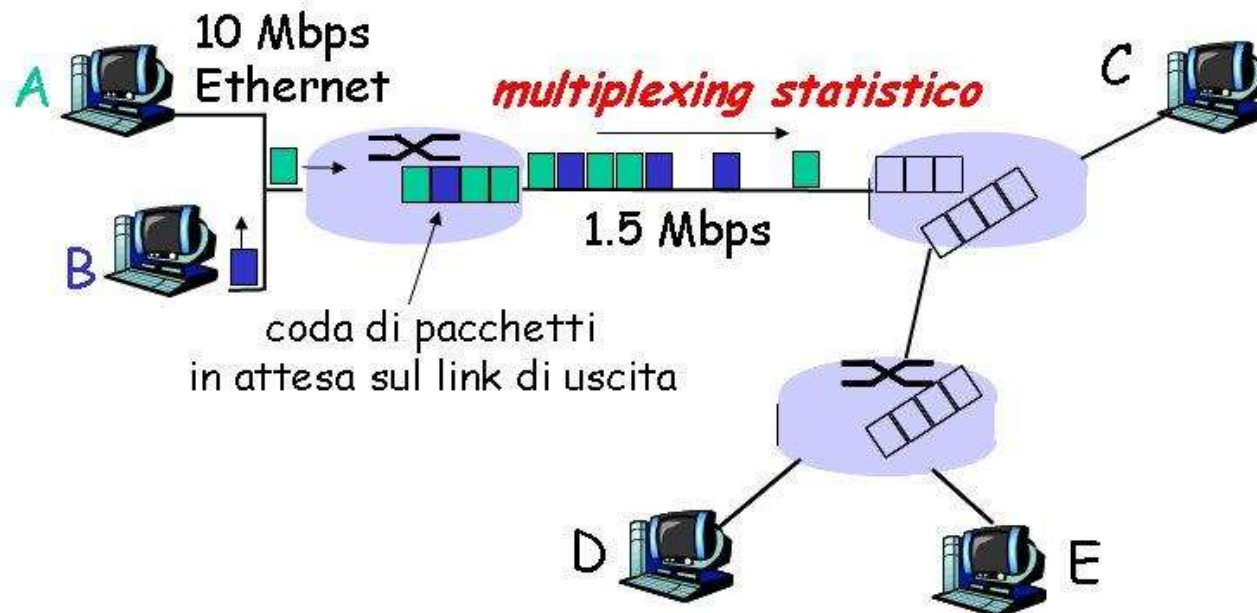 A
10 Mbps
Ethernet
multiplexing statistico
C
B
1.5 Mbps
coda di pacchetti
in attesa sul link di uscita
D
E